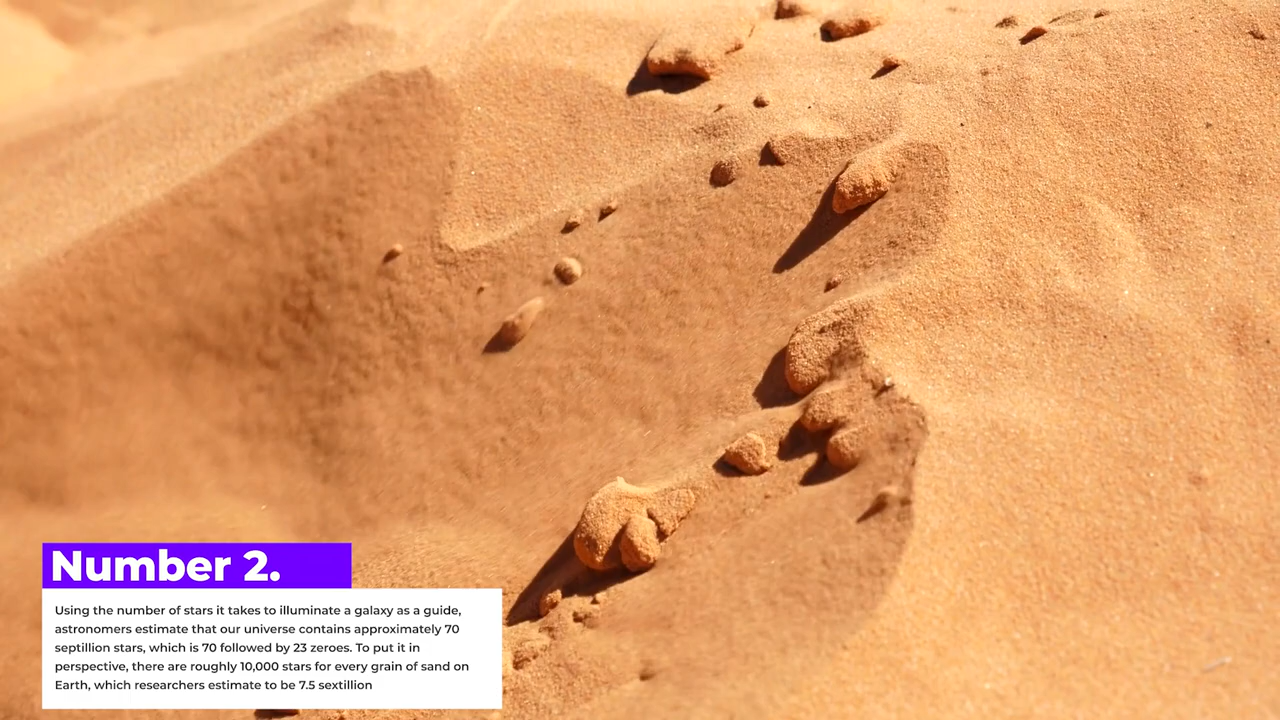 Number 2.
Using the number of stars it takes to illuminate a galaxy as a guide,
astronomers estimate that our universe contains approximately 70
septillion stars, which is 70 followed by 23 zeroes. To put it in
perspective, there are roughly 10,000 stars for every grain of sand on
Earth, which researchers estimate to be 7.5 sextillion